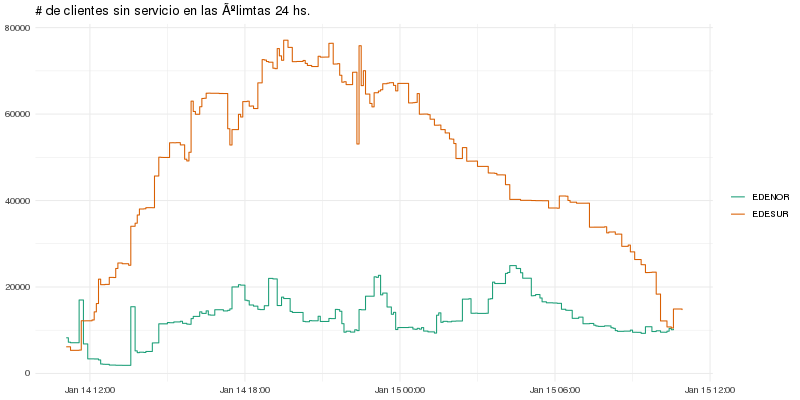 # de clientes sin servicio en las Ãºlimtas 24 hs.
80000
60000
40000
20000
0
Jan 14 12:00
Jan 14 18:00
Jan 15 00:00
Jan 15 06:00
Jan 15 12:00
EDENOR
EDESUR